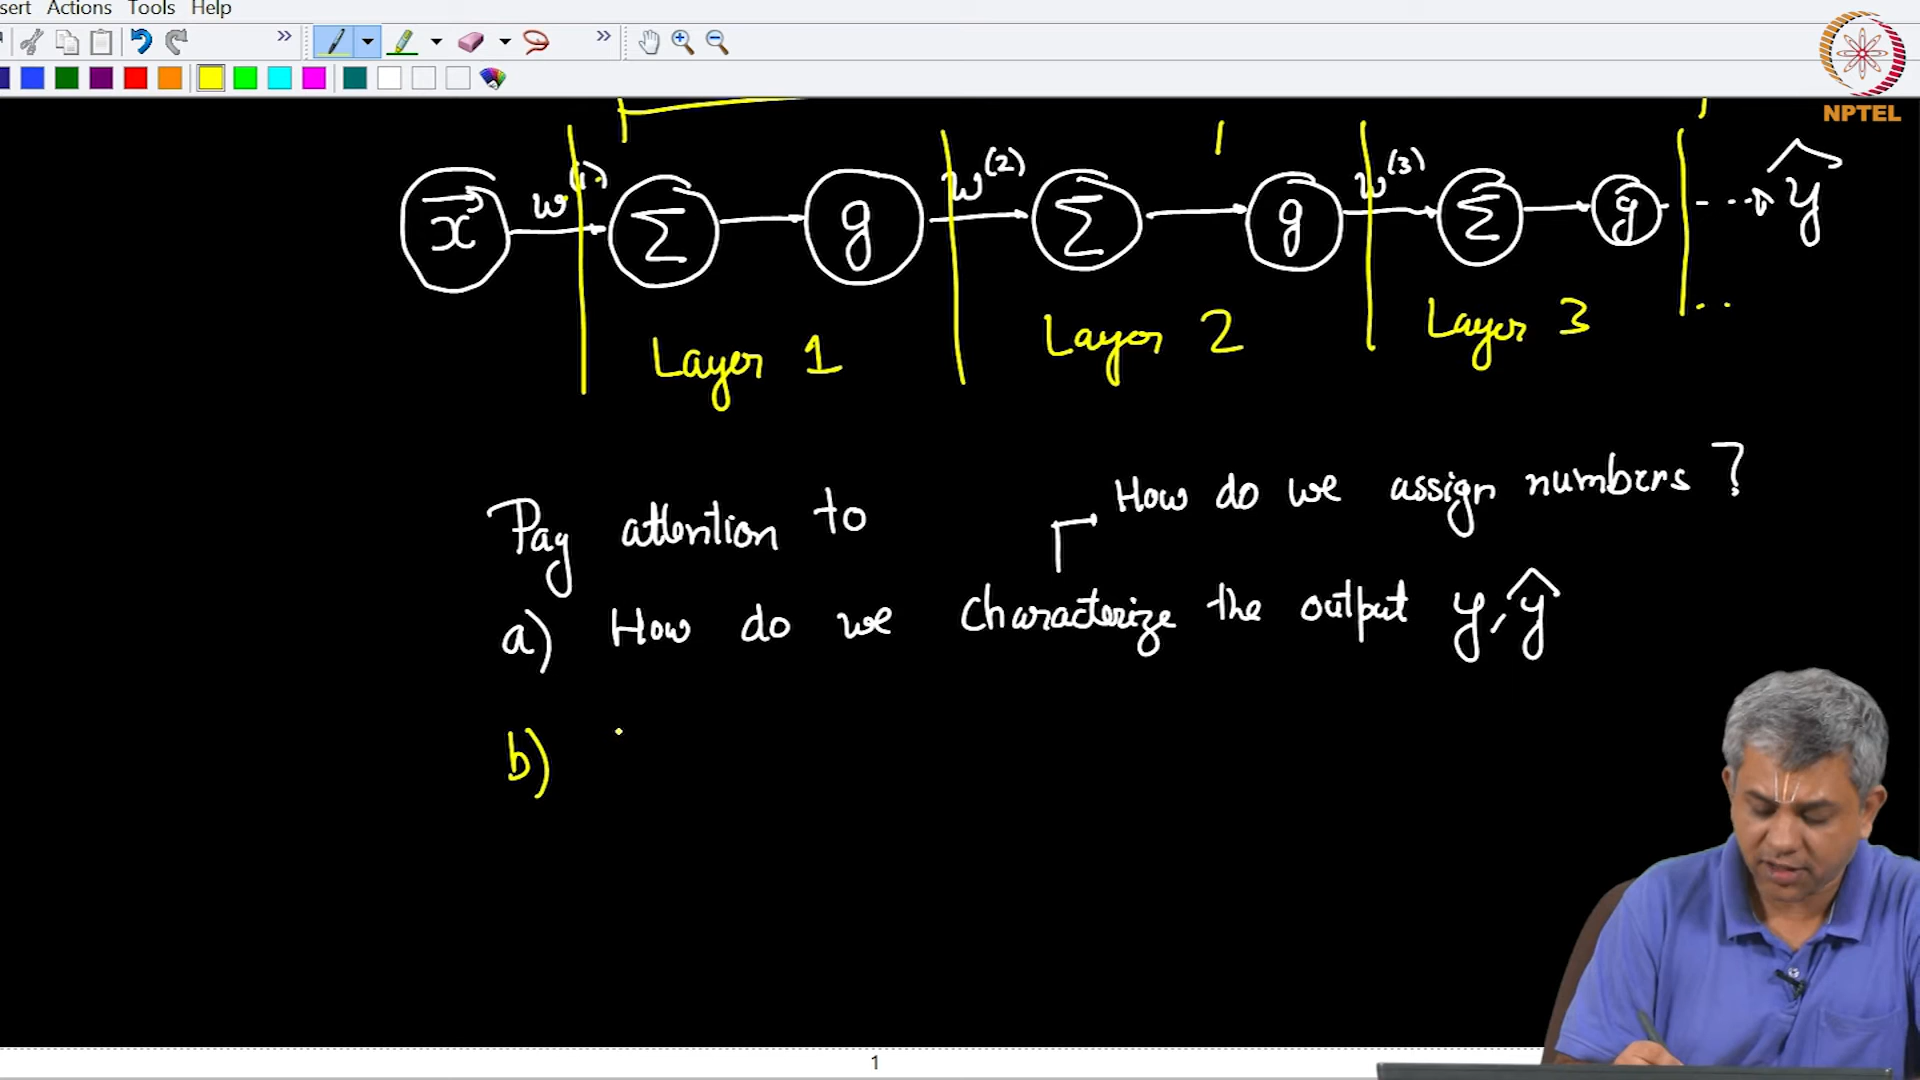 sert Actions Tools Help
NPTEL
x w(1) Σ g w(2) Σ g w(3) Σ g ... ŷ
Layer 1 Layer 2 Layer 3 ..
How do we assign numbers?
Pay attention to
a) How do we characterize the output y, ŷ
b)
1